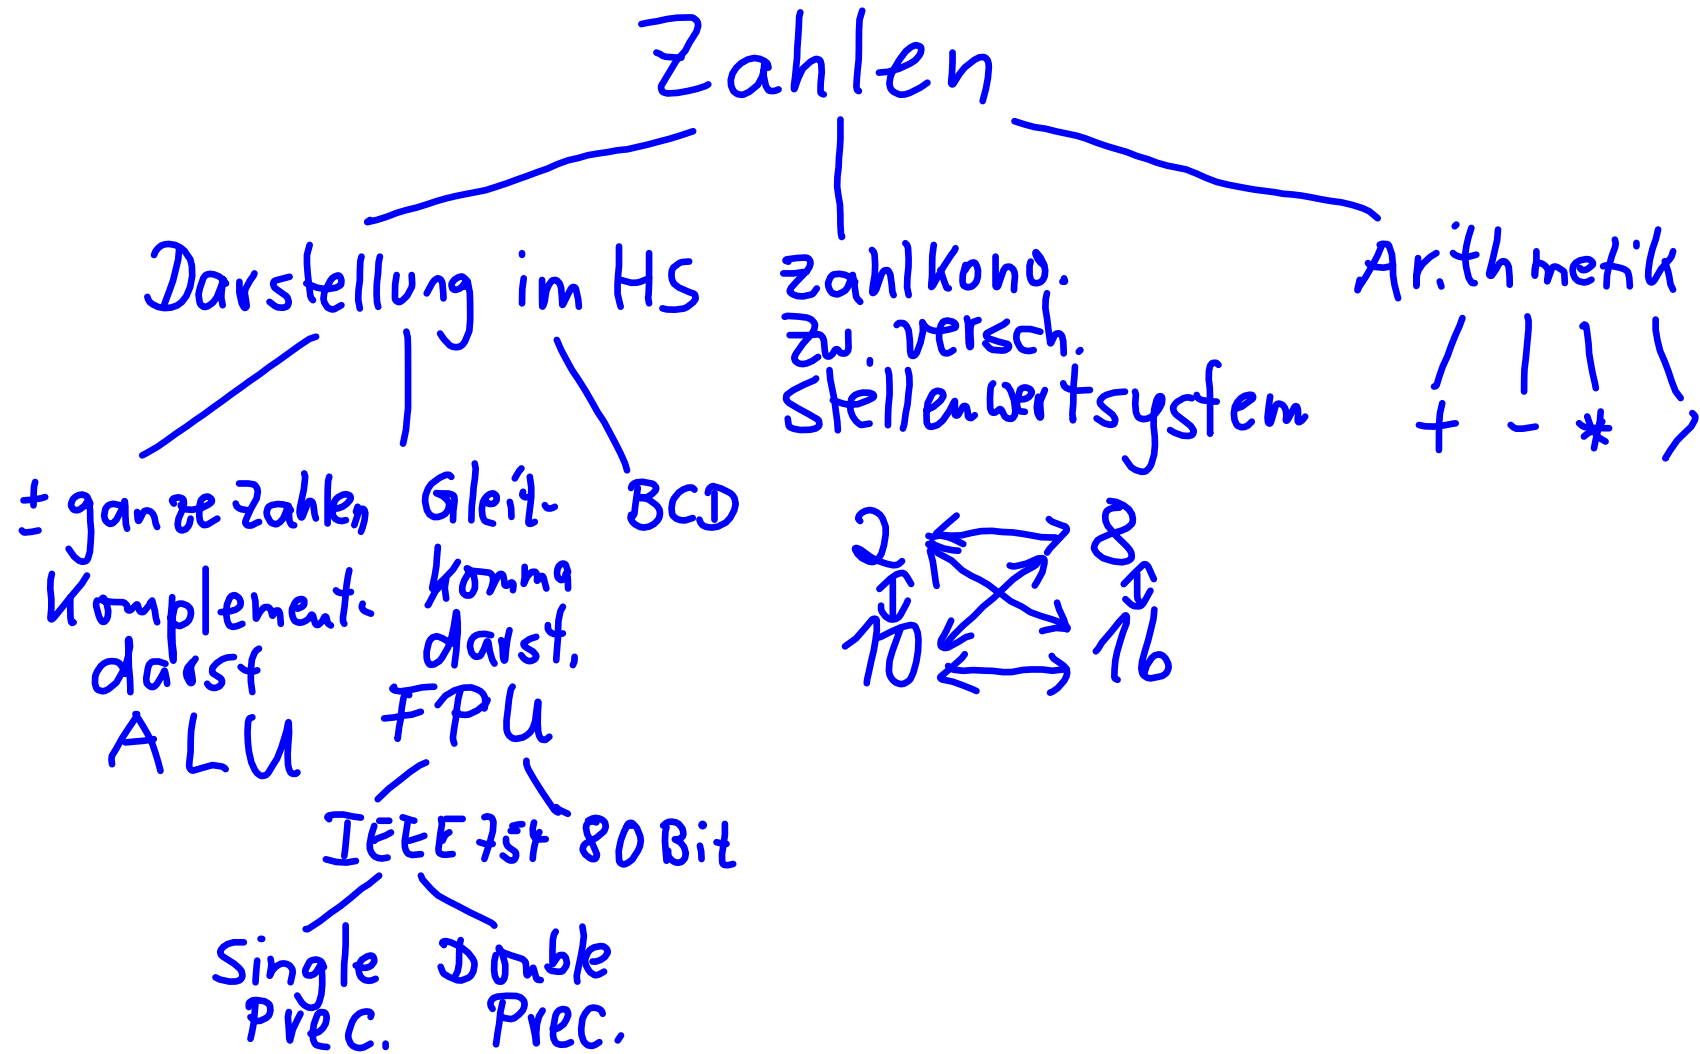 Zahlen
Darstellung im HS
Zahlkonv.
zw. versch.
Stellenwertsystem
Arithmetik
+ - *
± ganze Zahlen
Komplement-
darst
ALU
Gleit-
komma
darst.
FPU
BCD
IEEE 754 80 Bit
Single
Prec.
Double
Prec.
2 8
10 16